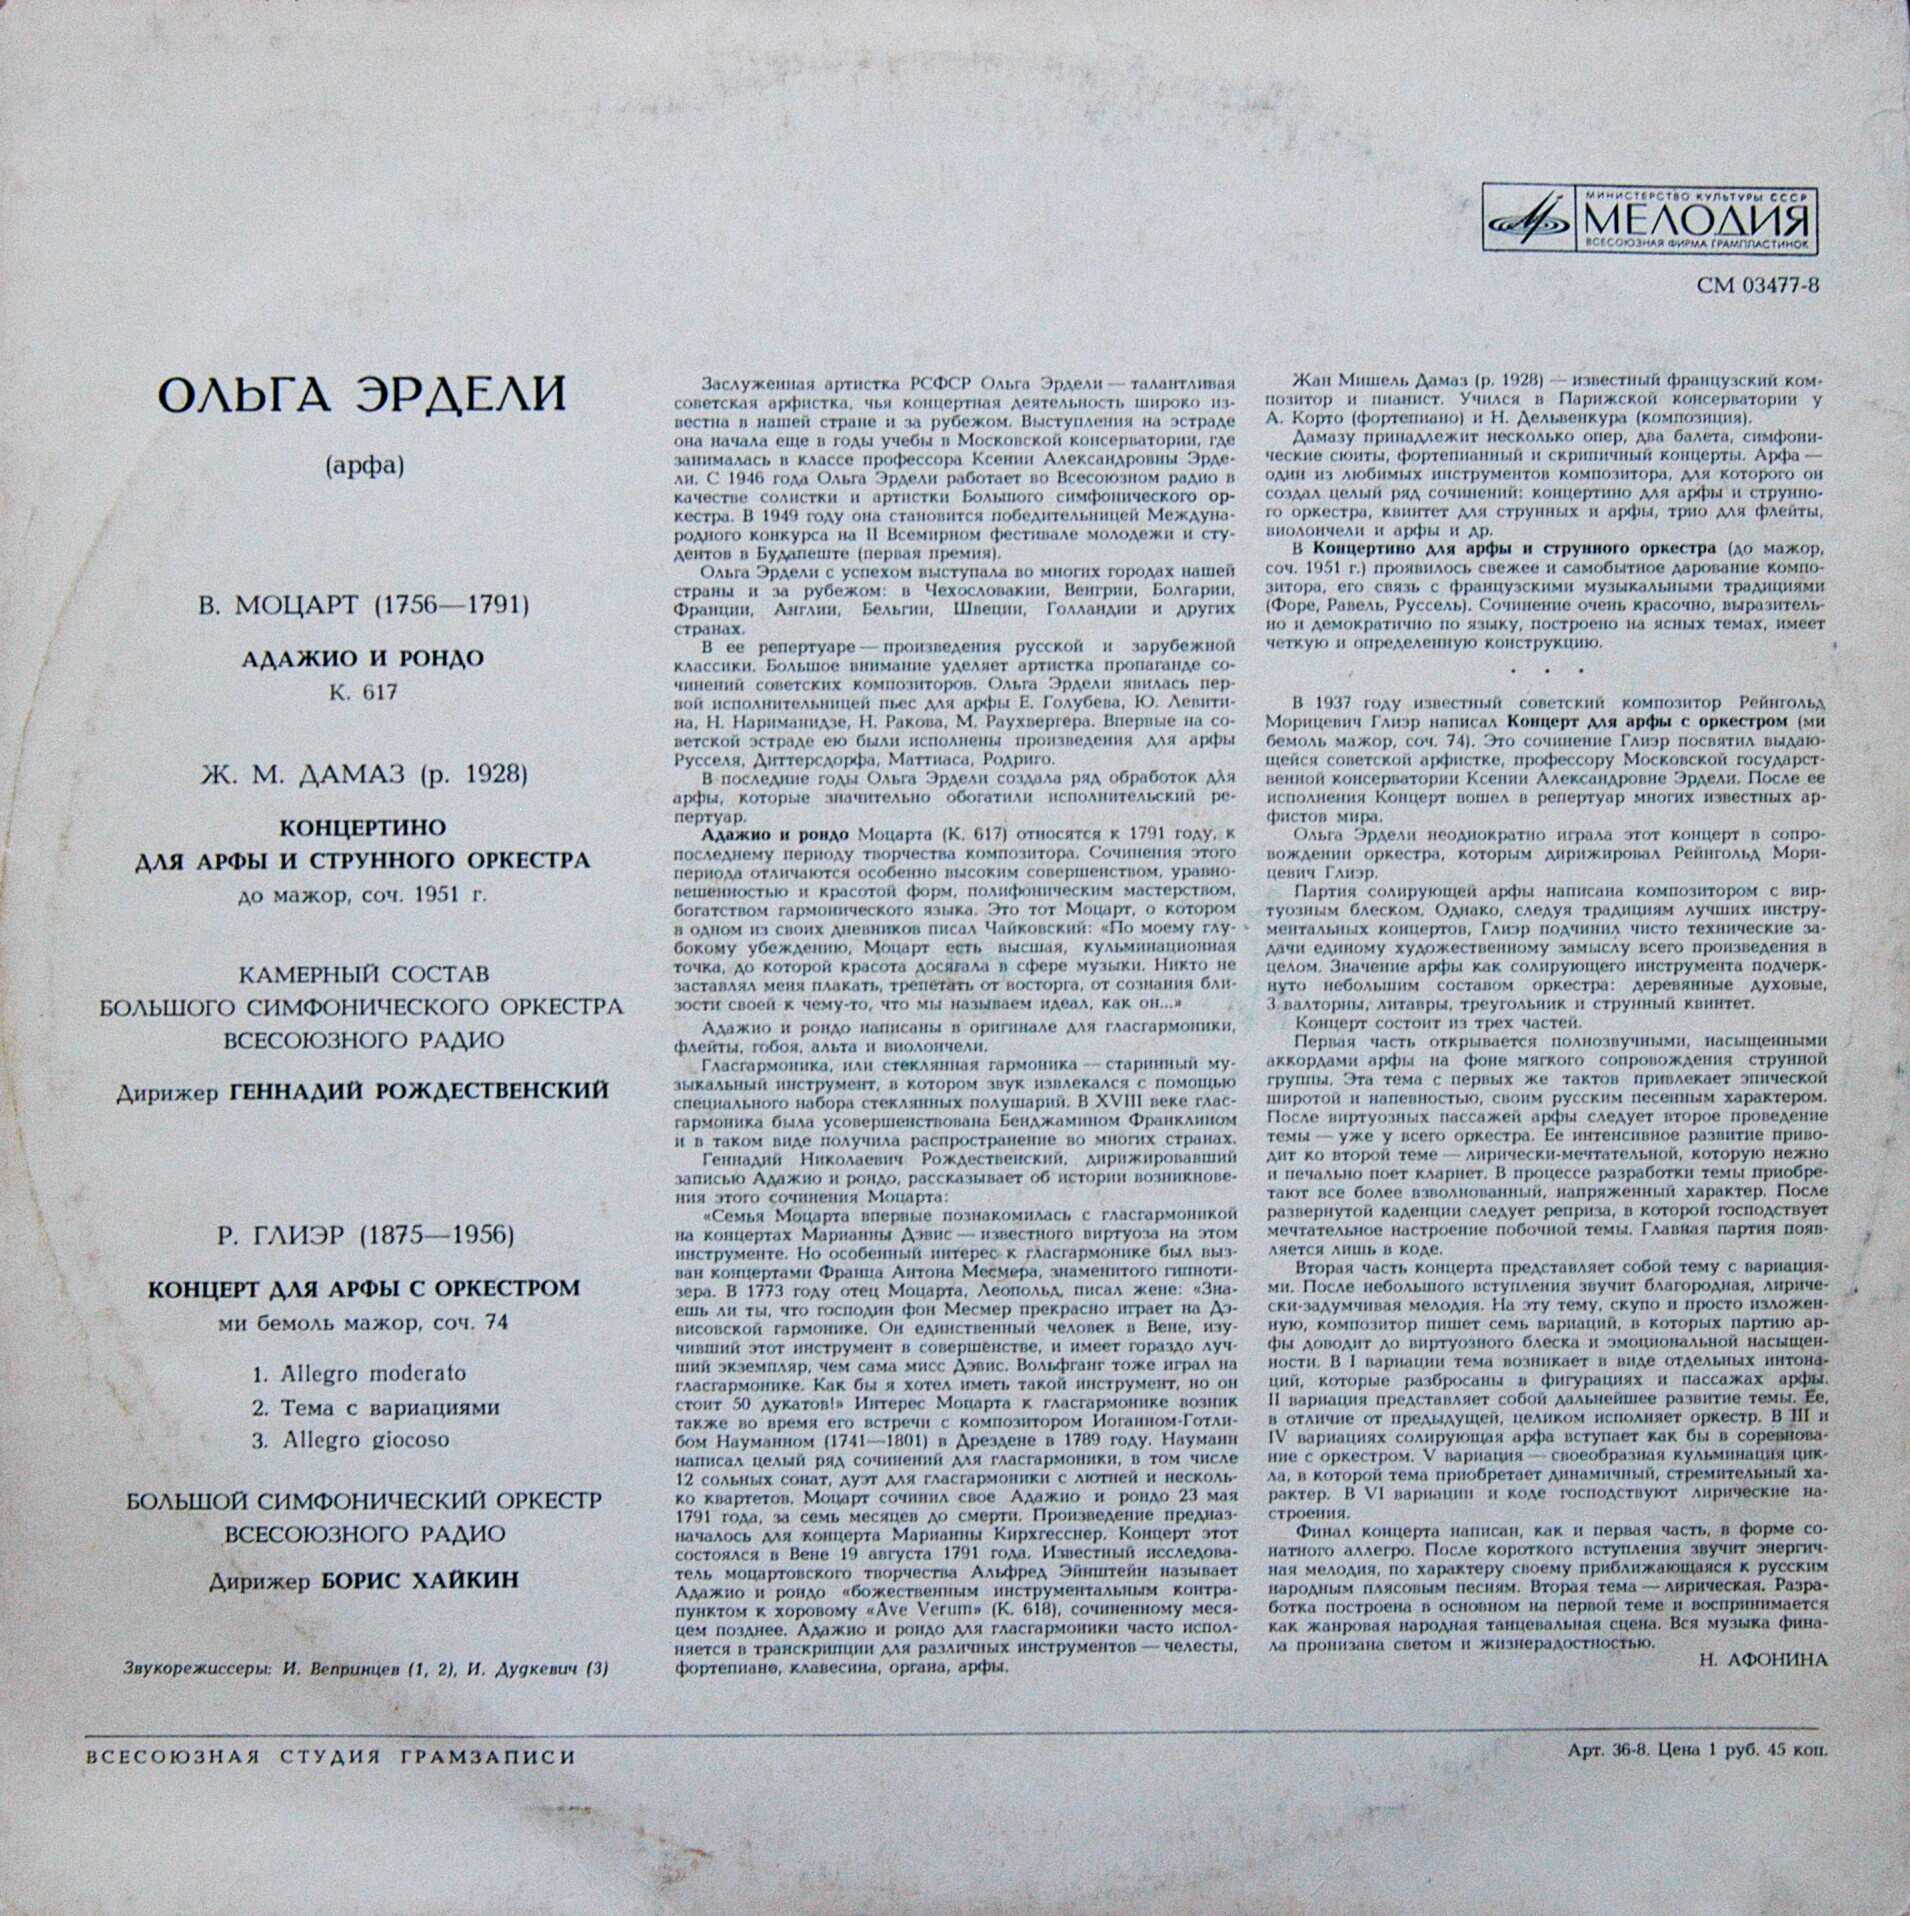 МИНИСТЕРСТВО КУЛЬТУРЫ СССР
МЕЛОДИЯ
ВСЕСОЮЗНАЯ ФИРМА ГРАМПЛАСТИНОК
СМ 03477-8
ОЛЬГА ЭРДЕЛИ
(арфа)
В. МОЦАРТ (1756—1791)
АДАЖИО И РОНДО
К. 617
Ж. М. ДАМАЗ (р. 1928)
КОНЦЕРТИНО
ДЛЯ АРФЫ И СТРУННОГО ОРКЕСТРА
до мажор, соч. 1951 г.
КАМЕРНЫЙ СОСТАВ
БОЛЬШОГО СИМФОНИЧЕСКОГО ОРКЕСТРА
ВСЕСОЮЗНОГО РАДИО
Дирижер ГЕННАДИЙ РОЖДЕСТВЕНСКИЙ
Р. ГЛИЭР (1875—1956)
КОНЦЕРТ ДЛЯ АРФЫ С ОРКЕСТРОМ
ми бемоль мажор, соч. 74
1. Allegro moderato
2. Тема с вариациями
3. Allegro giocoso
БОЛЬШОЙ СИМФОНИЧЕСКИЙ ОРКЕСТР
ВСЕСОЮЗНОГО РАДИО
Дирижер БОРИС ХАЙКИН
Звукорежиссеры: И. Вепринцев (1, 2), И. Дудкевич (3)
Заслуженная артистка РСФСР Ольга Эрдели — талантливая
советская арфистка, чья концертная деятельность широко из-
вестна в нашей стране и за рубежом. Выступления на эстраде
она начала еще в годы учебы в Московской консерватории, где
занималась в классе профессора Ксении Александровны Эрде-
ли. С 1946 года Ольга Эрдели работает во Всесоюзном радио в
качестве солистки и артистки Большого симфонического ор-
кестра. В 1949 году она становится победительницей Междуна-
родного конкурса на II Всемирном фестивале молодежи и сту-
дентов в Будапеште (первая премия).
Ольга Эрдели с успехом выступала во многих городах нашей
страны и за рубежом: в Чехословакии, Венгрии, Болгарии,
Франции, Англии, Бельгии, Швеции, Голландии и других
странах.
В ее репертуаре — произведения русской и зарубежной
классики. Большое внимание уделяет артистка пропаганде со-
чинений советских композиторов. Ольга Эрдели явилась пер-
вой исполнительницей пьес для арфы Е. Голубева, Ю. Левити-
на, Н. Нариманидзе, Н. Ракова, М. Раухвергера. Впервые на со-
ветской эстраде ею были исполнены произведения для арфы
Русселя, Диттерсдорфа, Маттиаса, Родриго.
В последние годы Ольга Эрдели создала ряд обработок для
арфы, которые значительно обогатили исполнительский ре-
пертуар.
Адажио и рондо Моцарта (К. 617) относятся к 1791 году, к
последнему периоду творчества композитора. Сочинения этого
периода отличаются особенно высоким совершенством, уравно-
вешенностью и красотой форм, полифоническим мастерством,
богатством гармонического языка. Это тот Моцарт, о котором
в одном из своих дневников писал Чайковский: «По моему глу-
бокому убеждению, Моцарт есть высшая, кульминационная
точка, до которой красота досягала в сфере музыки. Никто не
заставлял меня плакать, трепетать от восторга, от сознания бли-
зости своей к чему-то, что мы называем идеал, как он...»
Адажио и рондо написаны в оригинале для гласгармоники,
флейты, гобоя, альта и виолончели.
Гласгармоника, или стеклянная гармоника — старинный му-
зыкальный инструмент, в котором звук извлекался с помощью
специального набора стеклянных полушарий. В XVIII веке глас-
гармоника была усовершенствована Бенджамином Франклином
и в таком виде получила распространение во многих странах.
Геннадий Николаевич Рождественский, дирижировавший
записью Адажио и рондо, рассказывает об истории возникнове-
ния этого сочинения Моцарта:
«Семья Моцарта впервые познакомилась с гласгармоникой
на концертах Марианны Дэвис — известного виртуоза на этом
инструменте. Но особенный интерес к гласгармонике был выз-
ван концертами Франца Антона Месмера, знаменитого гипноти-
зера. В 1773 году отец Моцарта, Леопольд, писал жене: «Зна-
ешь ли ты, что господин фон Месмер прекрасно играет на Дэ-
висовской гармонике. Он единственный человек в Вене, изу-
чивший этот инструмент в совершенстве, и имеет гораздо луч-
ший экземпляр, чем сама мисс Дэвис. Вольфганг тоже играл на
гласгармонике. Как бы я хотел иметь такой инструмент, но он
стоит 50 дукатов!» Интерес Моцарта к гласгармонике возник
также во время его встречи с композитором Иоганном-Готли-
бом Науманном (1741—1801) в Дрездене в 1789 году. Науманн
написал целый ряд сочинений для гласгармоники, в том числе
12 сольных сонат, дуэт для гласгармоники с лютней и несколь-
ко квартетов. Моцарт сочинил свое Адажио и рондо 23 мая
1791 года, за семь месяцев до смерти. Произведение предназ-
началось для концерта Марианны Кирхгесснер. Концерт этот
состоялся в Вене 19 августа 1791 года. Известный исследова-
тель моцартовского творчества Альфред Эйнштейн называет
Адажио и рондо «божественным инструментальным контра-
пунктом к хоровому «Ave Verum» (К. 618), сочиненному меся-
цем позднее. Адажио и рондо для гласгармоники часто испол-
няется в транскрипции для различных инструментов — челесты,
фортепиано, клавесина, органа, арфы.
Жан Мишель Дамаз (р. 1928) — известный французский ком-
позитор и пианист. Учился в Парижской консерватории у
А. Корто (фортепиано) и Н. Дельвенкура (композиция).
Дамазу принадлежит несколько опер, два балета, симфони-
ческие сюиты, фортепианный и скрипичный концерты. Арфа —
один из любимых инструментов композитора, для которого он
создал целый ряд сочинений: концертино для арфы и струнно-
го оркестра, квинтет для струнных и арфы, трио для флейты,
виолончели и арфы и др.
В Концертино для арфы и струнного оркестра (до мажор,
соч. 1951 г.) проявилось свежее и самобытное дарование компо-
зитора, его связь с французскими музыкальными традициями
(Форе, Равель, Руссель). Сочинение очень красочно, выразитель-
но и демократично по языку, построено на ясных темах, имеет
четкую и определенную конструкцию.
. . .
В 1937 году известный советский композитор Рейнгольд
Морицевич Глиэр написал Концерт для арфы с оркестром (ми
бемоль мажор, соч. 74). Это сочинение Глиэр посвятил выдаю-
щейся советской арфистке, профессору Московской государст-
венной консерватории Ксении Александровне Эрдели. После ее
исполнения Концерт вошел в репертуар многих известных ар-
фистов мира.
Ольга Эрдели неоднократно играла этот концерт в сопро-
вождении оркестра, которым дирижировал Рейнгольд Мори-
цевич Глиэр.
Партия солирующей арфы написана композитором с вир-
туозным блеском. Однако, следуя традициям лучших инстру-
ментальных концертов, Глиэр подчинил чисто технические за-
дачи единому художественному замыслу всего произведения в
целом. Значение арфы как солирующего инструмента подчерк-
нуто небольшим составом оркестра: деревянные духовые,
3 валторны, литавры, треугольник и струнный квинтет.
Концерт состоит из трех частей.
Первая часть открывается полнозвучными, насыщенными
аккордами арфы на фоне мягкого сопровождения струнной
группы. Эта тема с первых же тактов привлекает эпической
широтой и напевностью, своим русским песенным характером.
После виртуозных пассажей арфы следует второе проведение
темы — уже у всего оркестра. Ее интенсивное развитие приво-
дит ко второй теме — лирически-мечтательной, которую нежно
и печально поет кларнет. В процессе разработки темы приобре-
тают все более взволнованный, напряженный характер. После
развернутой каденции следует реприза, в которой господствует
мечтательное настроение побочной темы. Главная партия появ-
ляется лишь в коде.
Вторая часть концерта представляет собой тему с вариация-
ми. После небольшого вступления звучит благородная, лириче-
ски-задумчивая мелодия. На эту тему, скупо и просто изложен-
ную, композитор пишет семь вариаций, в которых партию ар-
фы доводит до виртуозного блеска и эмоциональной насыщен-
ности. В I вариации тема возникает в виде отдельных интона-
ций, которые разбросаны в фигурациях и пассажах арфы.
II вариация представляет собой дальнейшее развитие темы. Ее,
в отличие от предыдущей, целиком исполняет оркестр. В III и
IV вариациях солирующая арфа вступает как бы в соревнова-
ние с оркестром. V вариация — своеобразная кульминация цик-
ла, в которой тема приобретает динамичный, стремительный ха-
рактер. В VI вариации и коде господствуют лирические на-
строения.
Финал концерта написан, как и первая часть, в форме со-
натного аллегро. После короткого вступления звучит энергич-
ная мелодия, по характеру своему приближающаяся к русским
народным плясовым песням. Вторая тема — лирическая. Разра-
ботка построена в основном на первой теме и воспринимается
как жанровая народная танцевальная сцена. Вся музыка фина-
ла пронизана светом и жизнерадостностью.
Н. АФОНИНА
ВСЕСОЮЗНАЯ СТУДИЯ ГРАМЗАПИСИ
Арт. 36-8. Цена 1 руб. 45 коп.